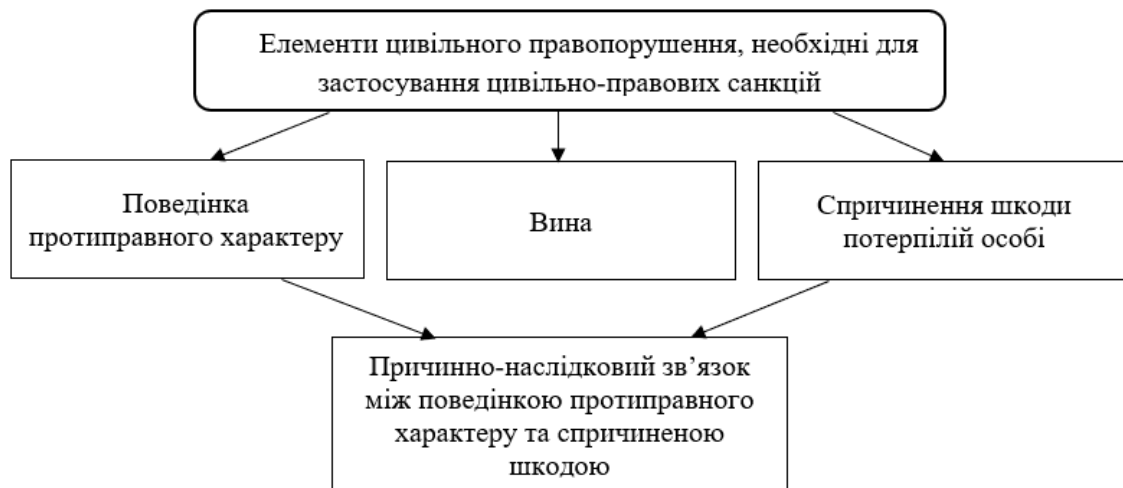 Елементи цивільного правопорушення, необхідні для
застосування цивільно-правових санкцій
Поведінка
протиправного характеру
Вина
Спричинення шкоди
потерпілій особі
Причинно-наслідковий зв’язок
між поведінкою протиправного
характеру та спричиненою
шкодою